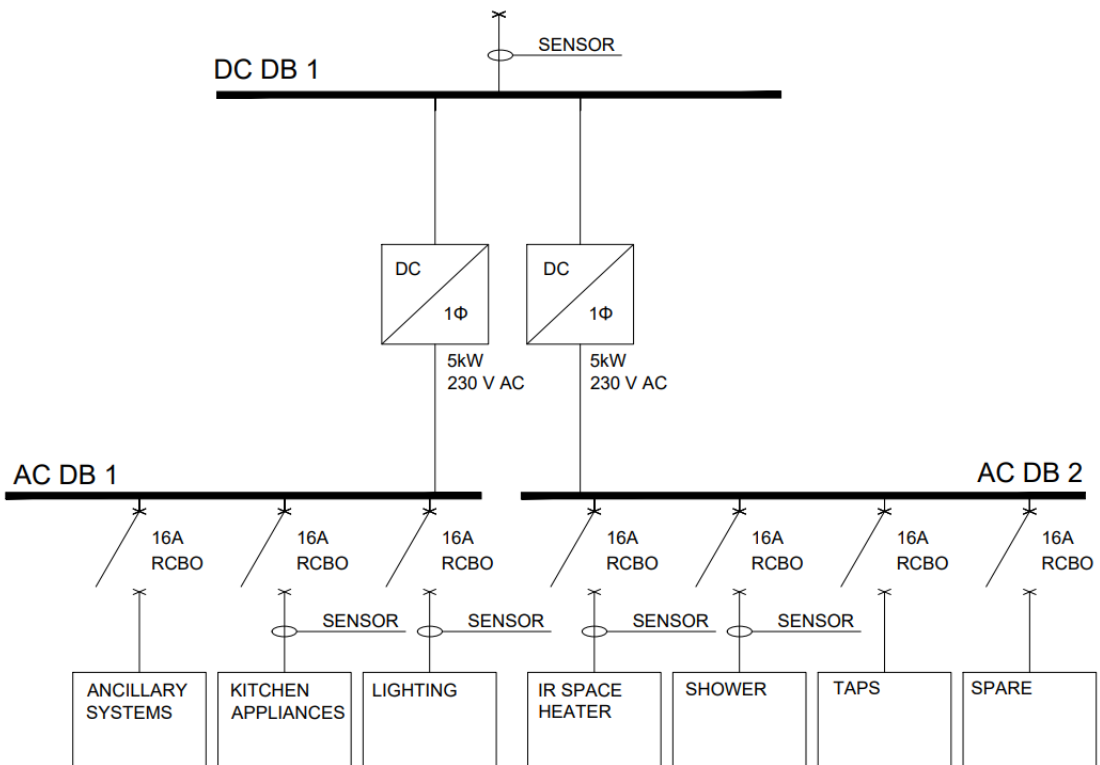 SENSOR
DC DB 1
DC
1Φ
5kW
230 V AC
DC
1Φ
5kW
230 V AC
AC DB 1
AC DB 2
16A
RCBO
16A
RCBO
16A
RCBO
16A
RCBO
16A
RCBO
16A
RCBO
16A
RCBO
SENSOR
SENSOR
SENSOR
SENSOR
ANCILLARY
SYSTEMS
KITCHEN
APPLIANCES
LIGHTING
IR SPACE
HEATER
SHOWER
TAPS
SPARE